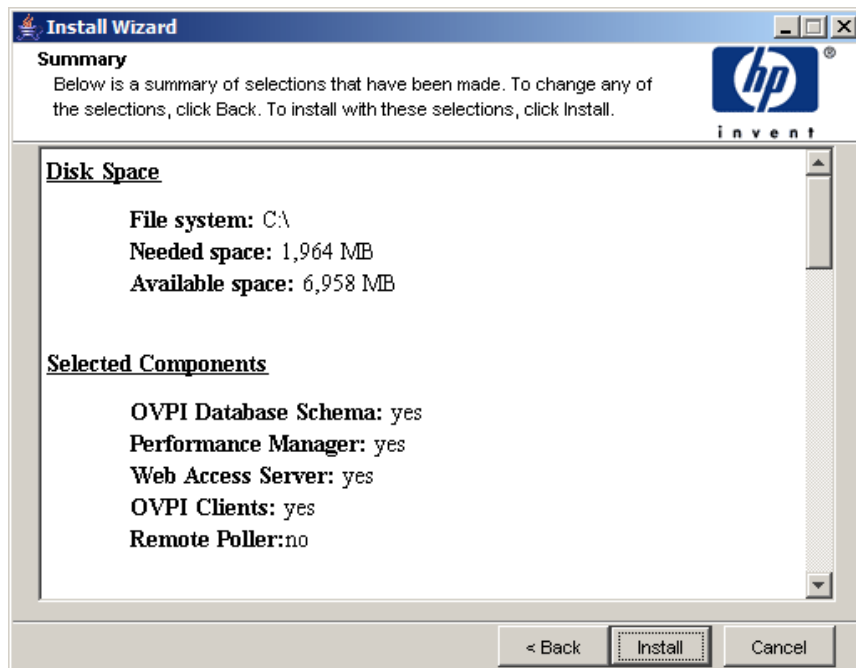 Install Wizard
Summary
Below is a summary of selections that have been made. To change any of
the selections, click Back. To install with these selections, click Install.
hp
®
invent
Disk Space
File system: C:\
Needed space: 1,964 MB
Available space: 6,958 MB
Selected Components
OVPI Database Schema: yes
Performance Manager: yes
Web Access Server: yes
OVPI Clients: yes
Remote Poller:no
< Back
Install
Cancel